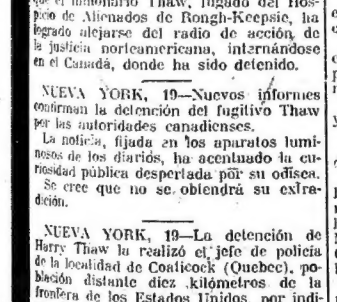 que el millonario Thaw, fugado del Hos-
picio de Alienados de Rongh-Keepsie, ha
logrado alejarse del radio de acción de
la justicia norteamericana, internándose
en el Canadá, donde ha sido detenido.
NUEVA YORK, 19—Nuevos informes
confirman la detención del fugitivo Thaw
por las autoridades canadienses.
La noticia, fijada en los aparatos lumi-
nosos de los diarios, ha acentuado la cu-
riosidad pública despertada por su odisea.
Se cree que no se obtendrá su extra-
dición.
NUEVA YORK, 19—La detención de
Harry Thaw la realizó el jefe de policía
de la localidad de Coaticock (Quebec), po-
blación distante diez kilómetros de la
frontera de los Estados Unidos, por indi-